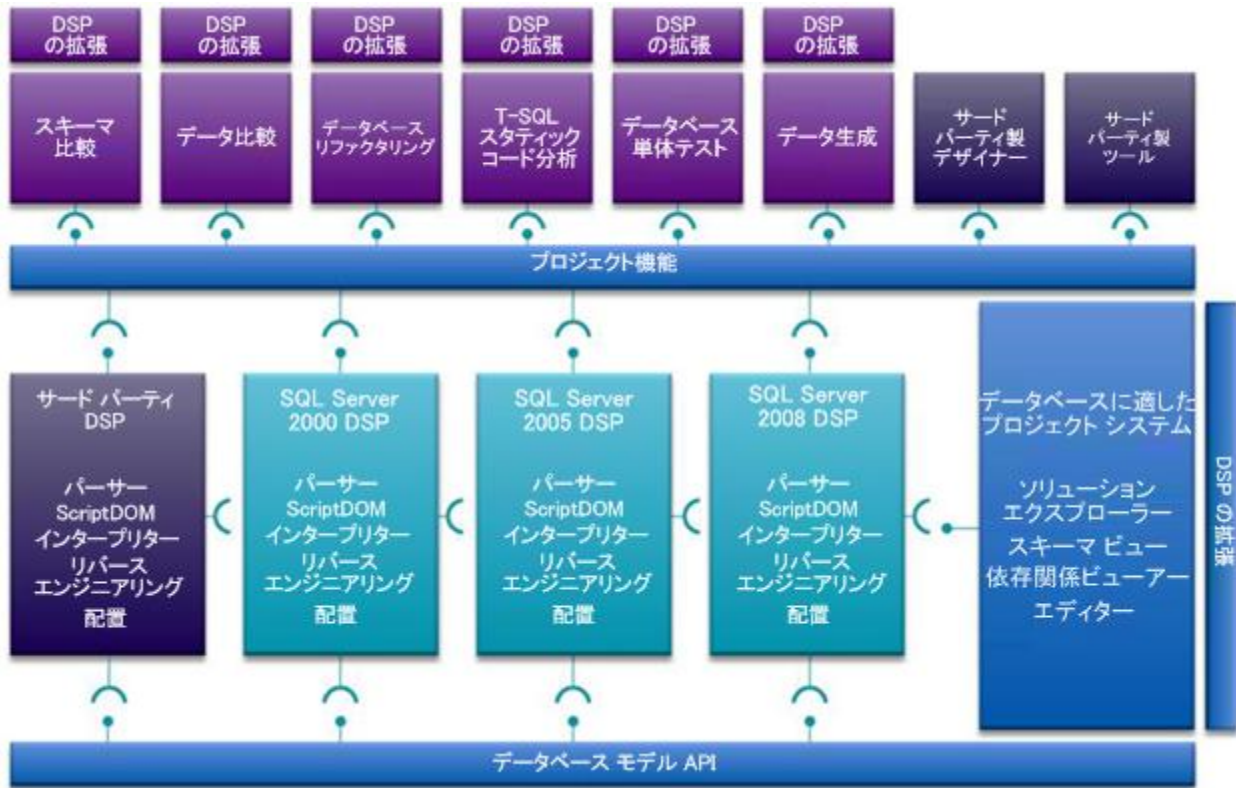 DSP
の拡張
DSP
の拡張
DSP
の拡張
DSP
の拡張
DSP
の拡張
DSP
の拡張
スキーマ
比較
データ比較
データベース
リファクタリング
T-SQL
スタティック
コード分析
データベース
単体テスト
データ生成
サード
パーティ製
デザイナー
サード
パーティ製
ツール
プロジェクト機能
サード パーティ
DSP
パーサー
ScriptDOM
インタープリター
リバース
エンジニアリング
配置
SQL Server
2000 DSP
パーサー
ScriptDOM
インタープリター
リバース
エンジニアリング
配置
SQL Server
2005 DSP
パーサー
ScriptDOM
インタープリター
リバース
エンジニアリング
配置
SQL Server
2008 DSP
パーサー
ScriptDOM
インタープリター
リバース
エンジニアリング
配置
データベースに適した
プロジェクト システム
ソリューション
エクスプローラー
スキーマ ビュー
依存関係ビューアー
エディター
DSP の拡張
データベース モデル API